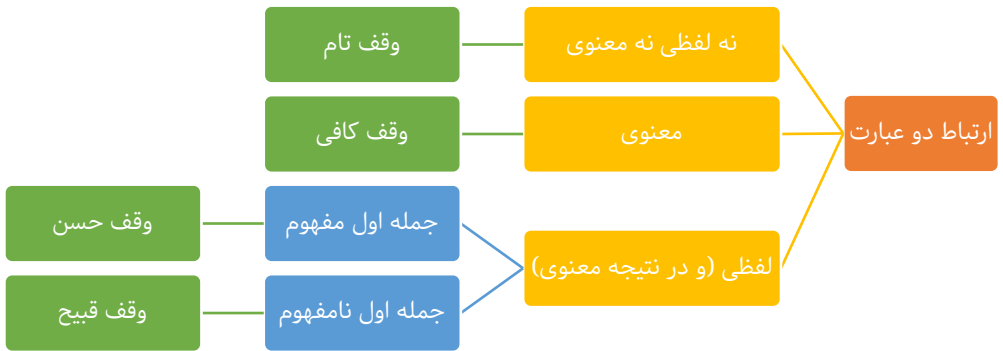 ارتباط دو عبارت
نه لفظی نه معنوی
وقف تام
معنوی
وقف کافی
لفظی (و در نتیجه معنوی)
جمله اول مفهوم
وقف حسن
جمله اول نامفهوم
وقف قبیح